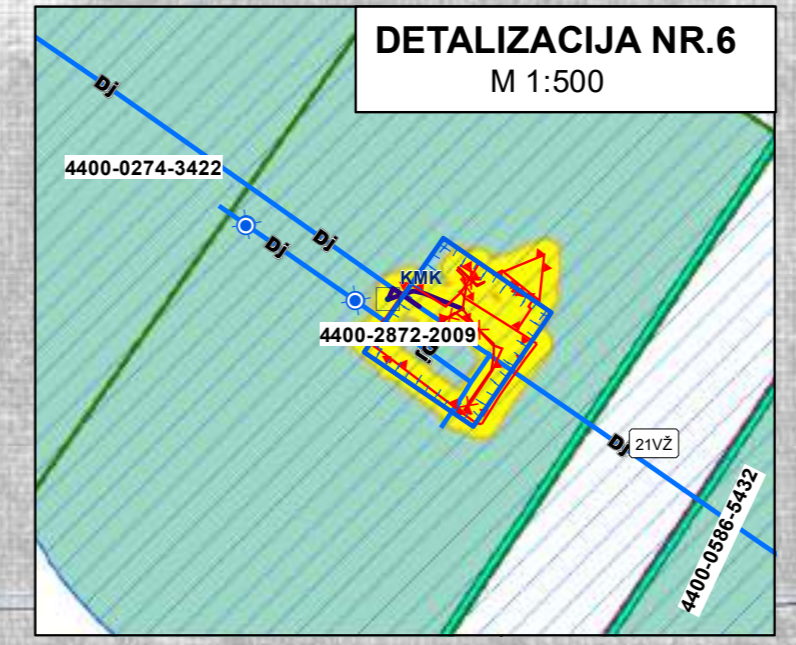 DETALIZACIJA NR.6
M 1:500
Dj
4400-0274-3422
Dj
Dj
KMK
4400-2872-2009
Dj
Dj
21VŽ
4400-0586-5432